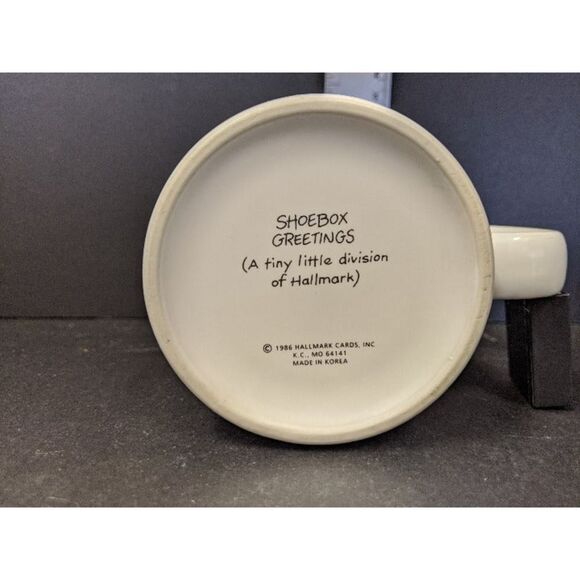 SHOEBOX
GREETINGS
(A tiny little division
of Hallmark)
© 1986 HALLMARK CARDS, INC
K.C., MO 64141
MADE IN KOREA